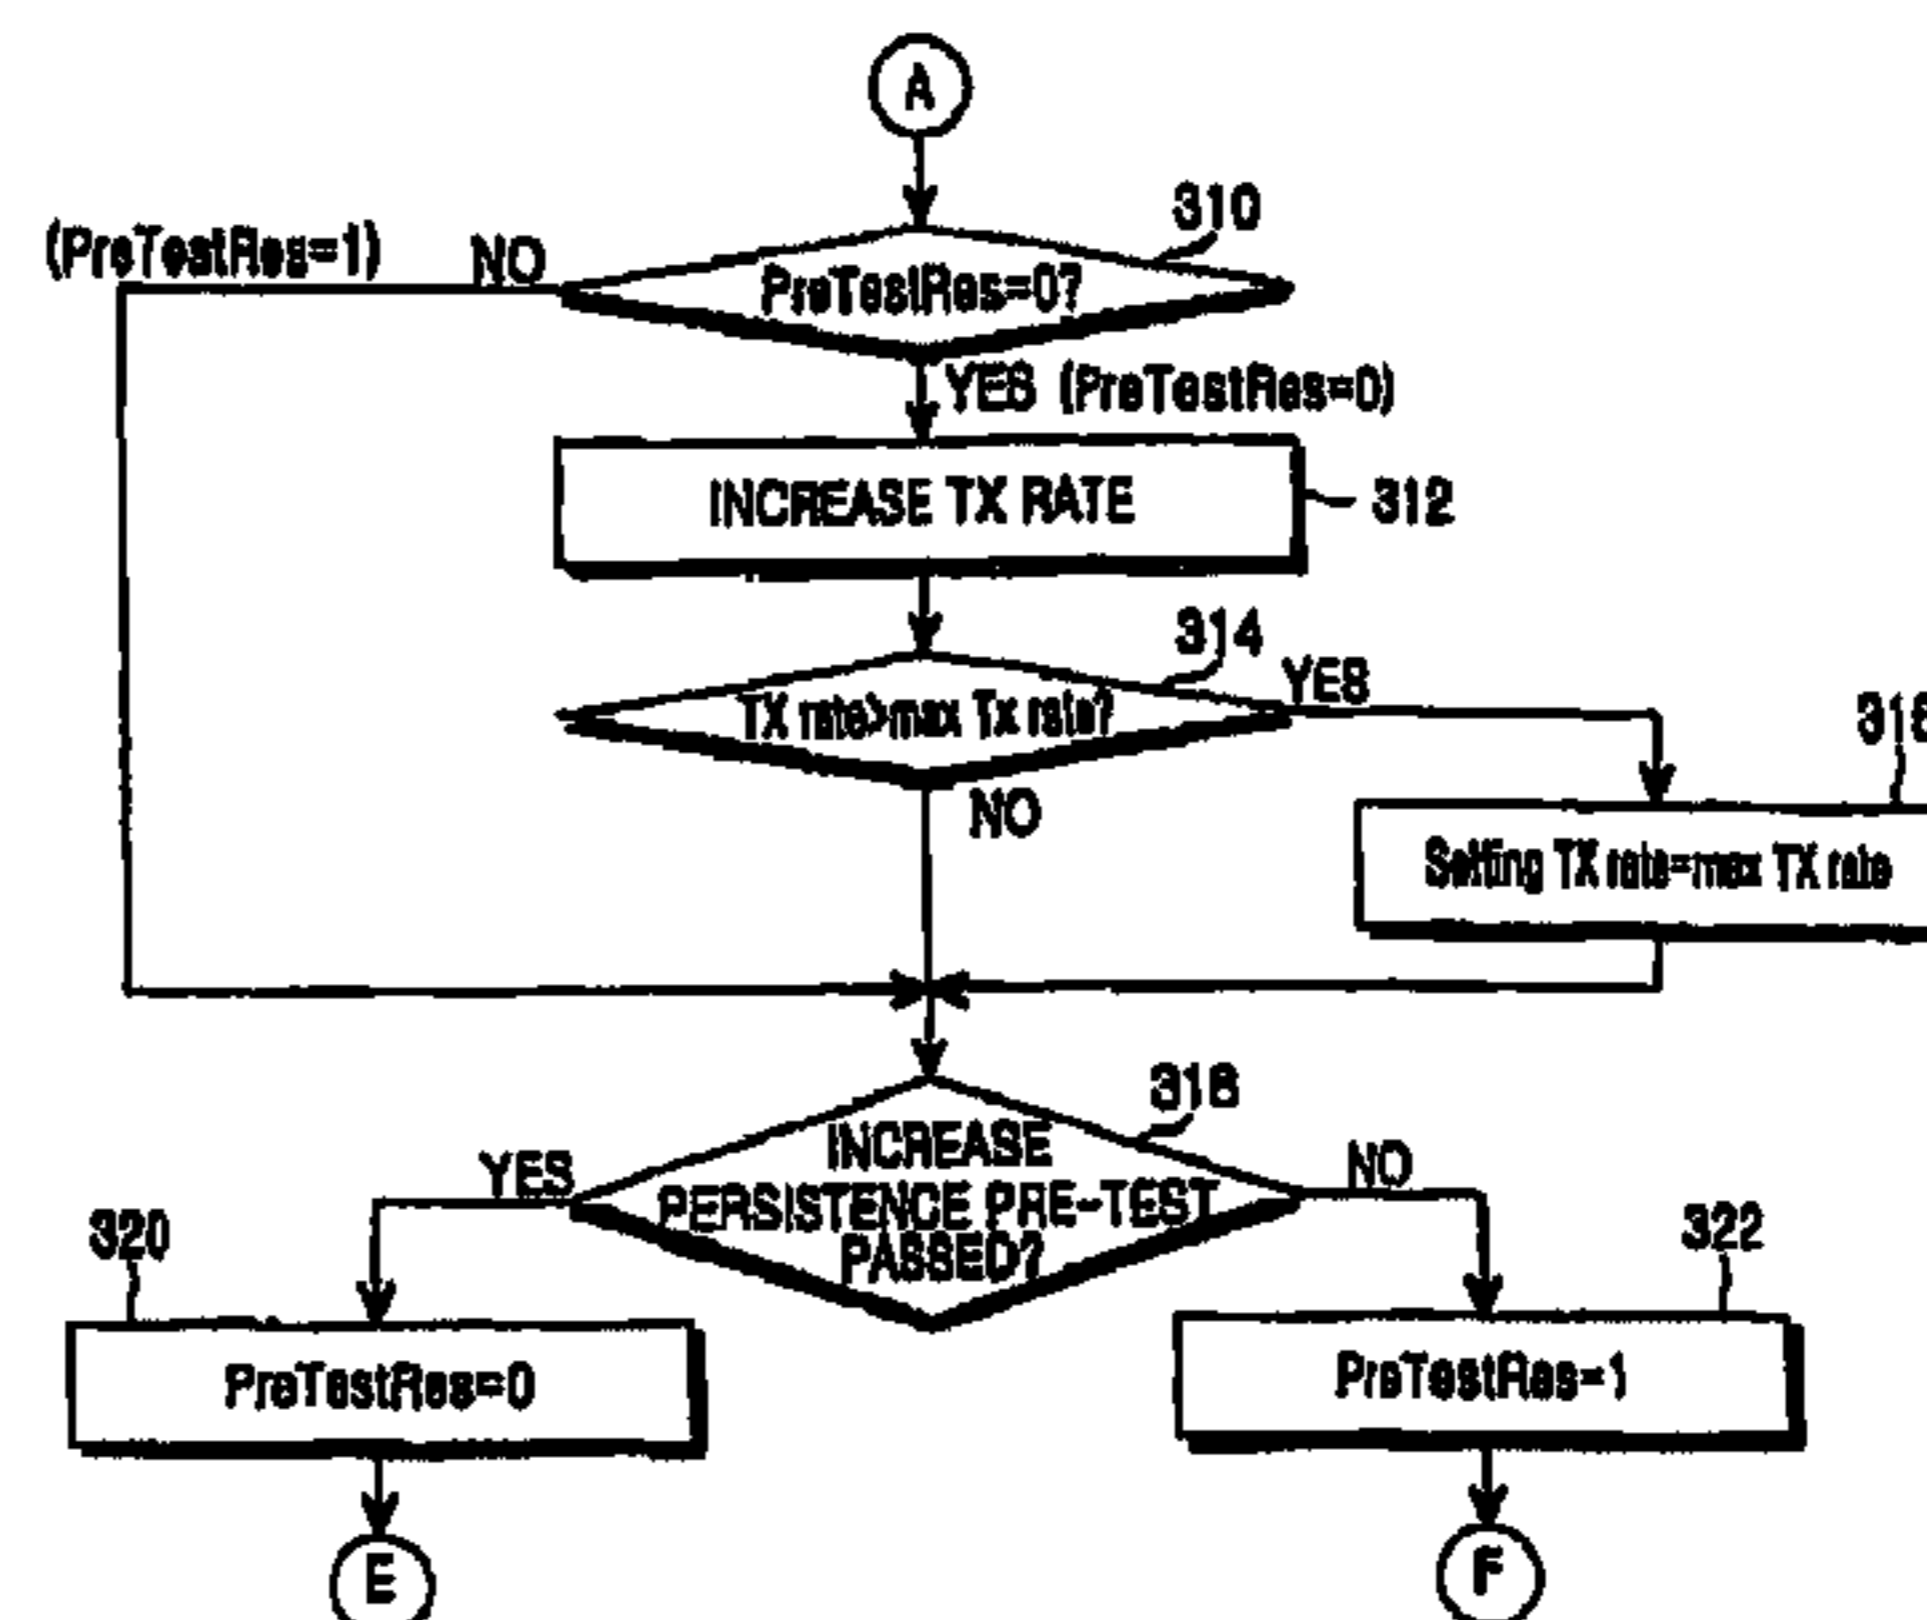 A
310
(PreTestRes=1) NO
PreTestRes=0?
YES (PreTestRes=0)
INCREASE TX RATE
312
314
TX rate>max Tx rate?
YES
NO
Setting TX rate=max TX rate
INCREASE
PERSISTENCE PRE-TEST
PASSED?
YES
NO
320
322
PreTestRes=0
PreTestRes=1
E
F